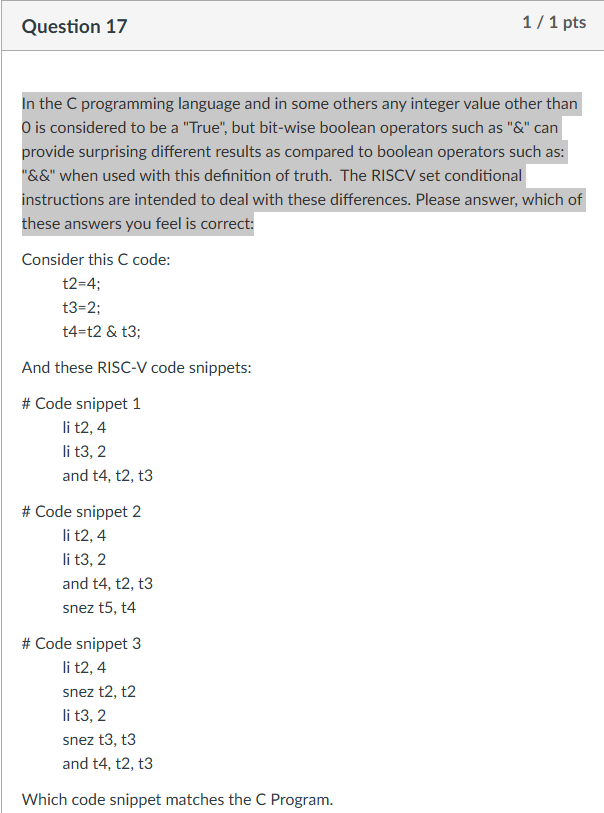 Question 17
1 / 1 pts
In the C programming language and in some others any integer value other than
0 is considered to be a "True", but bit-wise boolean operators such as "&" can
provide surprising different results as compared to boolean operators such as:
"&&" when used with this definition of truth.  The RISCV set conditional
instructions are intended to deal with these differences. Please answer, which of
these answers you feel is correct:
Consider this C code:
t2=4;
t3=2;
t4=t2 & t3;
And these RISC-V code snippets:
# Code snippet 1
li t2, 4
li t3, 2
and t4, t2, t3
# Code snippet 2
li t2, 4
li t3, 2
and t4, t2, t3
snez t5, t4
# Code snippet 3
li t2, 4
snez t2, t2
li t3, 2
snez t3, t3
and t4, t2, t3
Which code snippet matches the C Program.